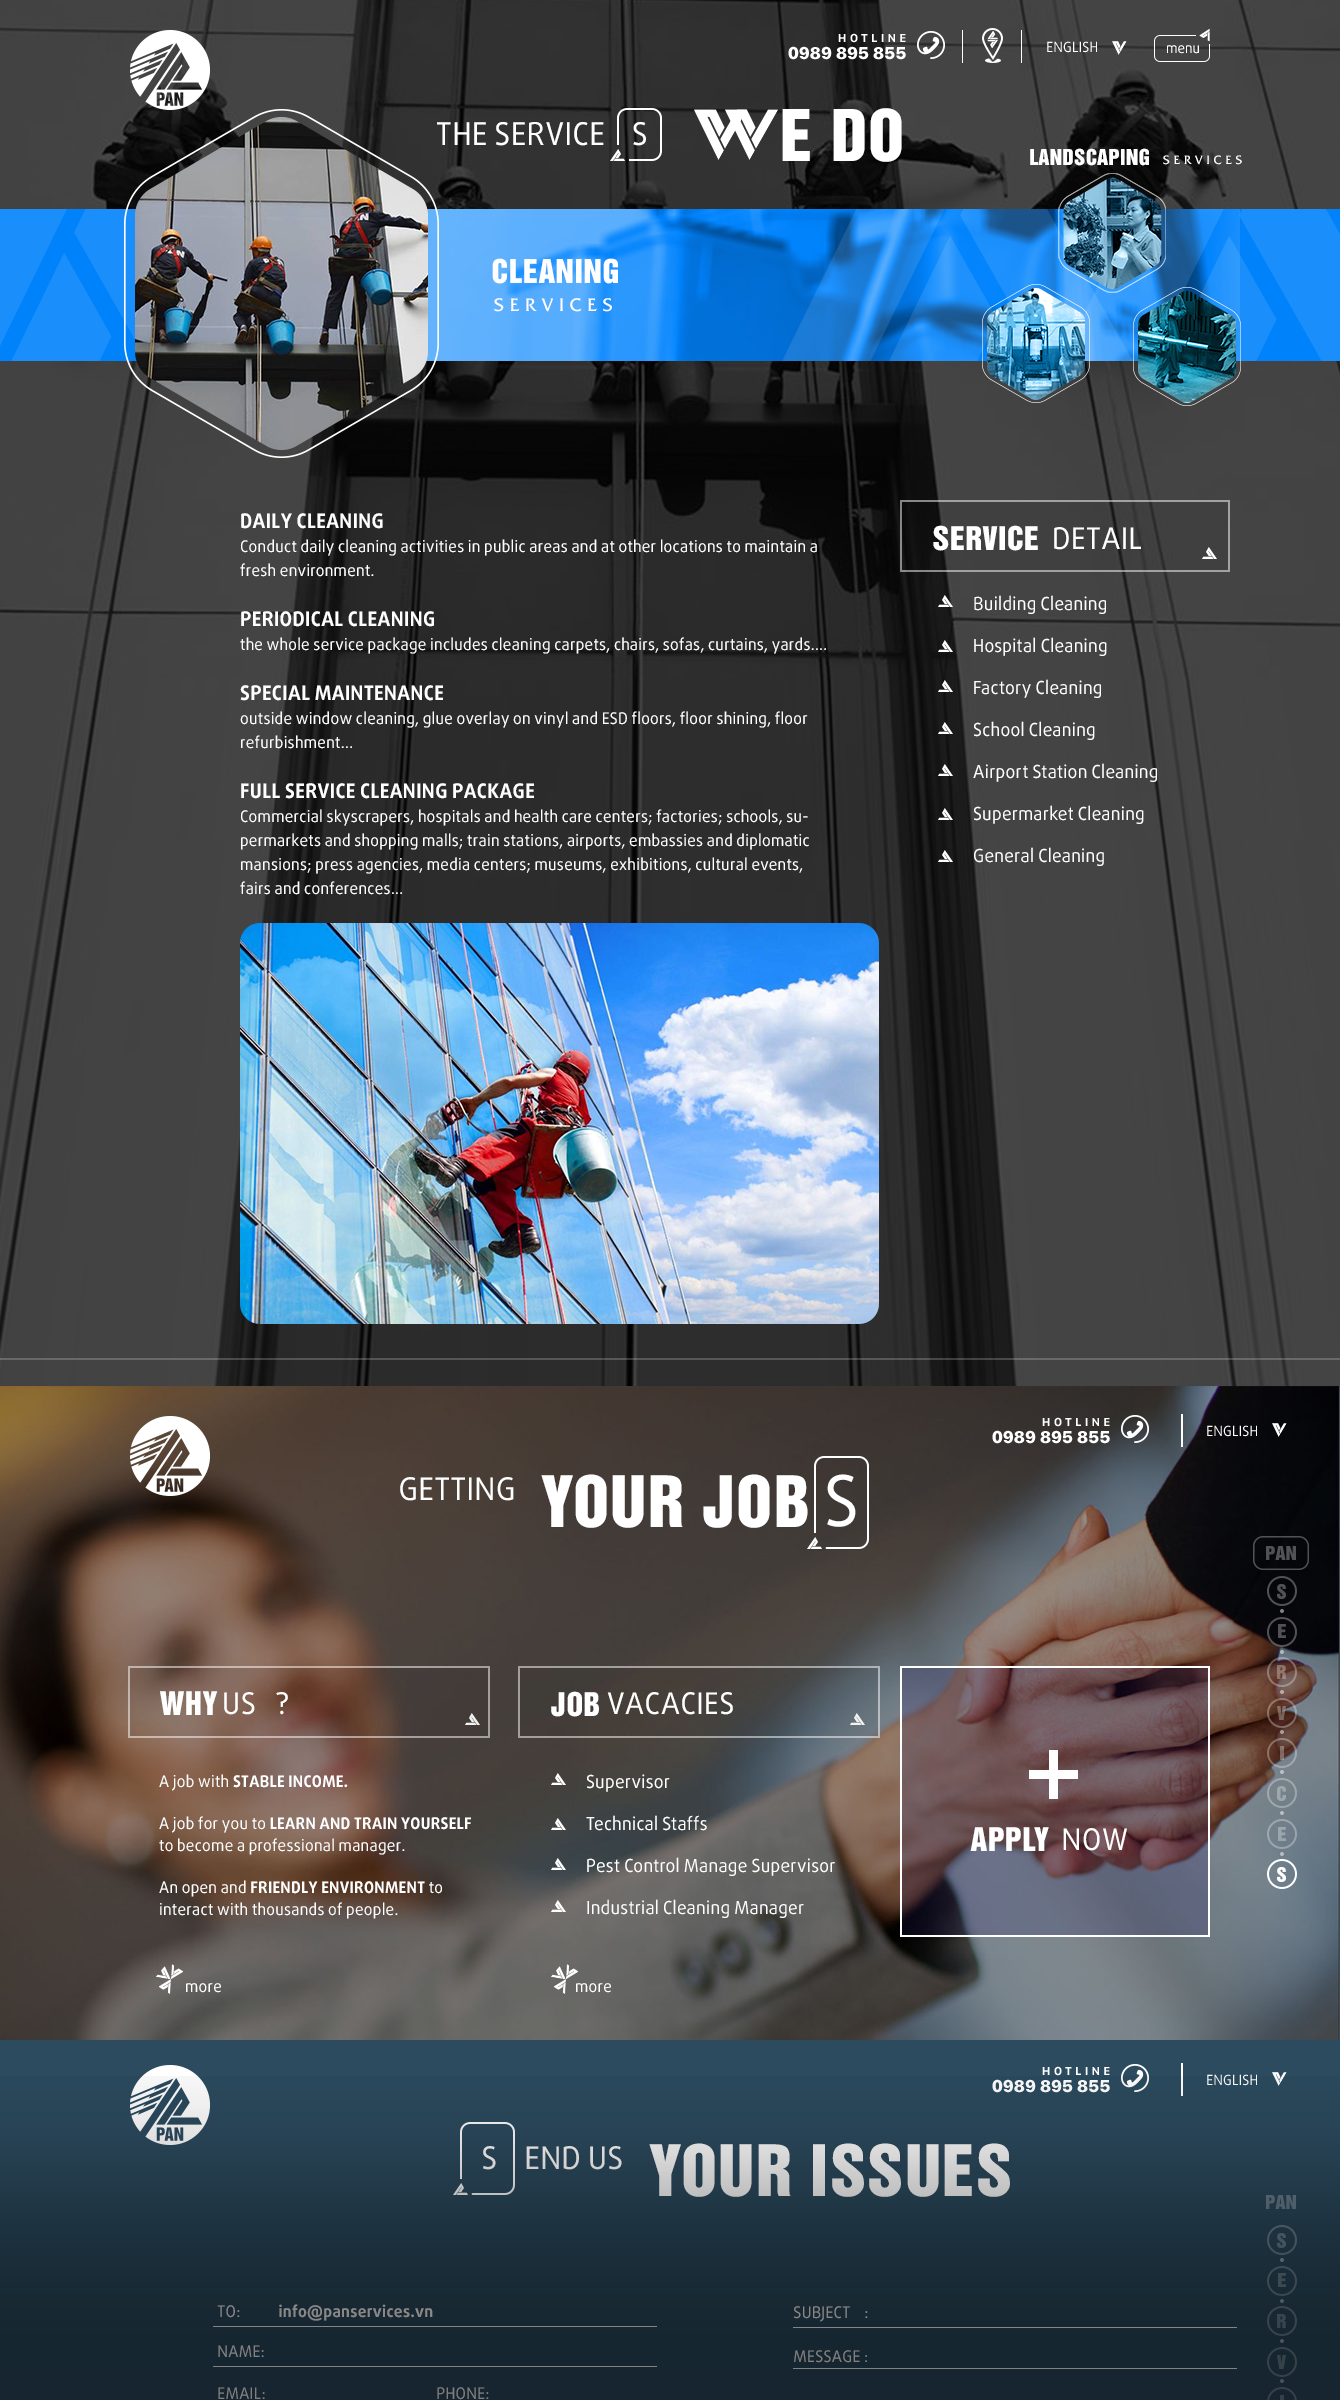 PAN
HOTLINE
0989 895 855
ENGLISH
menu
THE SERVICE S WE DO
LANDSCAPING SERVICES
CLEANING
SERVICES
DAILY CLEANING
Conduct daily cleaning activities in public areas and at other locations to maintain a
fresh environment.
PERIODICAL CLEANING
the whole service package includes cleaning carpets, chairs, sofas, curtains, yards....
SPECIAL MAINTENANCE
outside window cleaning, glue overlay on vinyl and ESD floors, floor shining, floor
refurbishment...
FULL SERVICE CLEANING PACKAGE
Commercial skyscrapers, hospitals and health care centers; factories; schools, su-
permarkets and shopping malls; train stations, airports, embassies and diplomatic
mansions; press agencies, media centers; museums, exhibitions, cultural events,
fairs and conferences...
SERVICE DETAIL
Building Cleaning
Hospital Cleaning
Factory Cleaning
School Cleaning
Airport Station Cleaning
Supermarket Cleaning
General Cleaning
PAN
HOTLINE
0989 895 855
ENGLISH
GETTING YOUR JOBS
WHY US ?
A job with STABLE INCOME.
A job for you to LEARN AND TRAIN YOURSELF
to become a professional manager.
An open and FRIENDLY ENVIRONMENT to
interact with thousands of people.
more
JOB VACACIES
Supervisor
Technical Staffs
Pest Control Manage Supervisor
Industrial Cleaning Manager
more
+
APPLY NOW
PAN
S
E
R
V
I
C
E
S
PAN
HOTLINE
0989 895 855
ENGLISH
SEND US YOUR ISSUES
TO: info@panservices.vn
NAME:
EMAIL: PHONE:
SUBJECT :
MESSAGE :
PAN
S
E
R
V